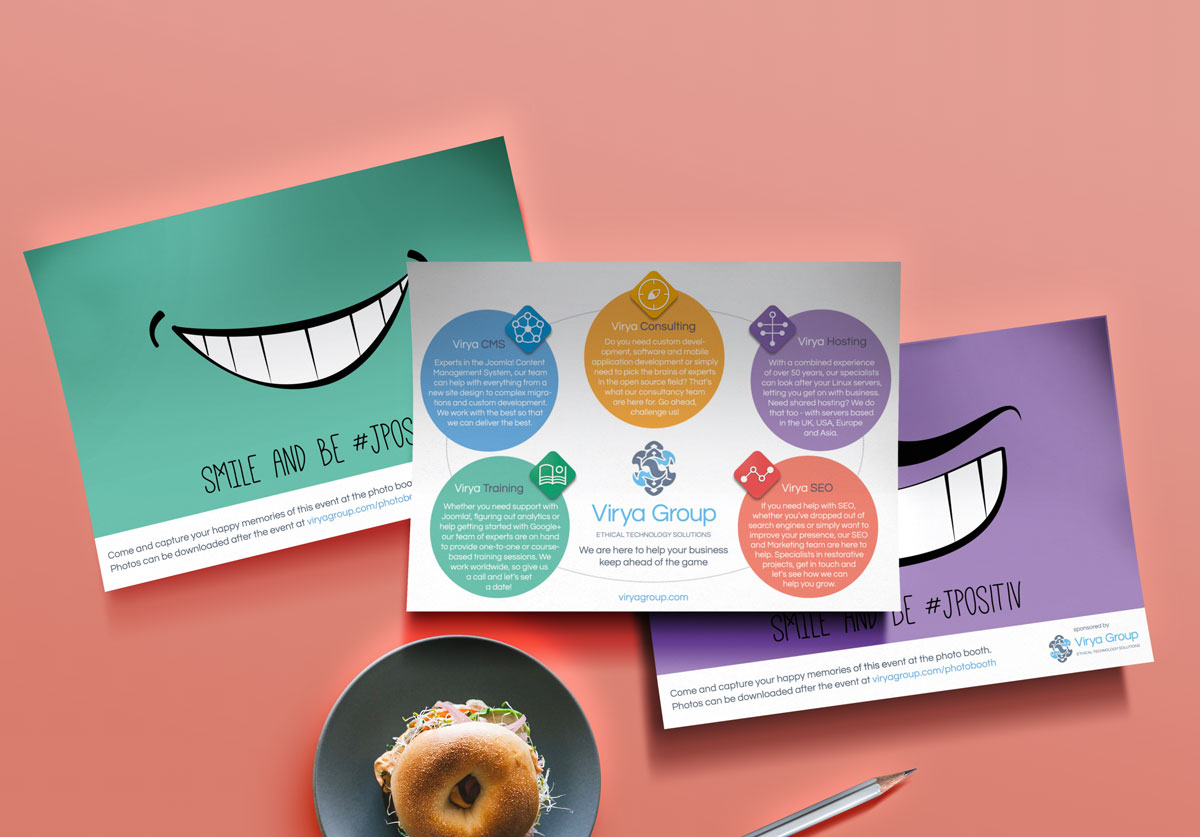 SMILE AND BE #JPOS
Come and capture your happy memories of this event at the photo boo
Photos can be downloaded after the event at viryagroup.com/photob
Virya CMS
Experts in the Joomla! Content
Management System, our team
can help with everything from a
new site design to complex migra-
tions and custom development.
We work with the best so that
we can deliver the best.
Virya Consulting
Do you need custom devel-
opment, software and mobile
application development or simply
need to pick the brains of experts
in the open source field? That's
what our consultancy team
are here for. Go ahead,
challenge us!
Virya Hosting
With a combined experience
of over 50 years, our specialists
can look after your Linux servers,
letting you get on with business.
Need shared hosting? We do
that too - with servers based
in the UK, USA, Europe
and Asia.
Virya Training
Whether you need support with
Joomla!, figuring out analytics or
help getting started with Google+
our team of experts are on hand
to provide one-to-one or course-
based training sessions. We
work worldwide, so give us
a call and let's set
a date!
Virya Group
ETHICAL TECHNOLOGY SOLUTIONS
We are here to help your business
keep ahead of the game
viryagroup.com
Virya SEO
If you need help with SEO,
whether you've dropped out of
search engines or simply want to
improve your presence, our SEO
and Marketing team are here to
help. Specialists in restorative
projects, get in touch and
let's see how we can
help you grow.
SMILE AND BE #JPOSITIV
Come and capture your happy memories of this event at the photo booth.
Photos can be downloaded after the event at viryagroup.com/photobooth
sponsored by
Virya Group
ETHICAL TECHNOLOGY SOLUTIONS